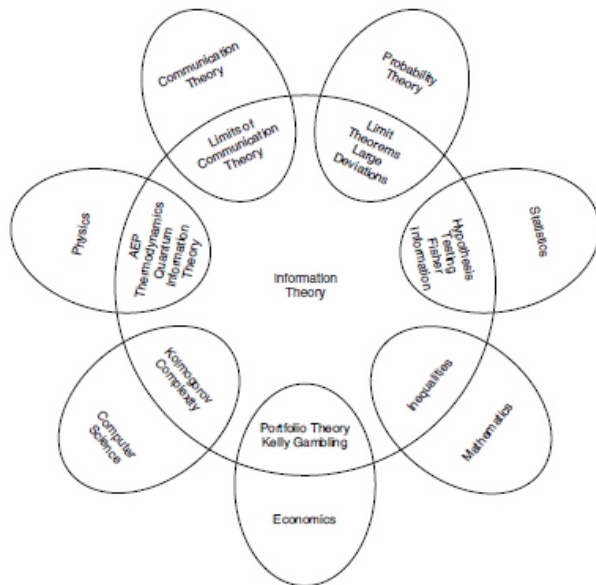 Communication
Theory
Limits of
Communication
Theory
Probability
Theory
Limit
Theorems
Large
Deviations
Physics
AEP
Thermodynamics
Quantum
Information
Theory
Information
Theory
Hypothesis
Testing
Fisher
Information
Statistics
Computer
Science
Kojmogorov
Complexity
Portfolio Theory
Kelly Gambling
Economics
Inequalities
Mathematics